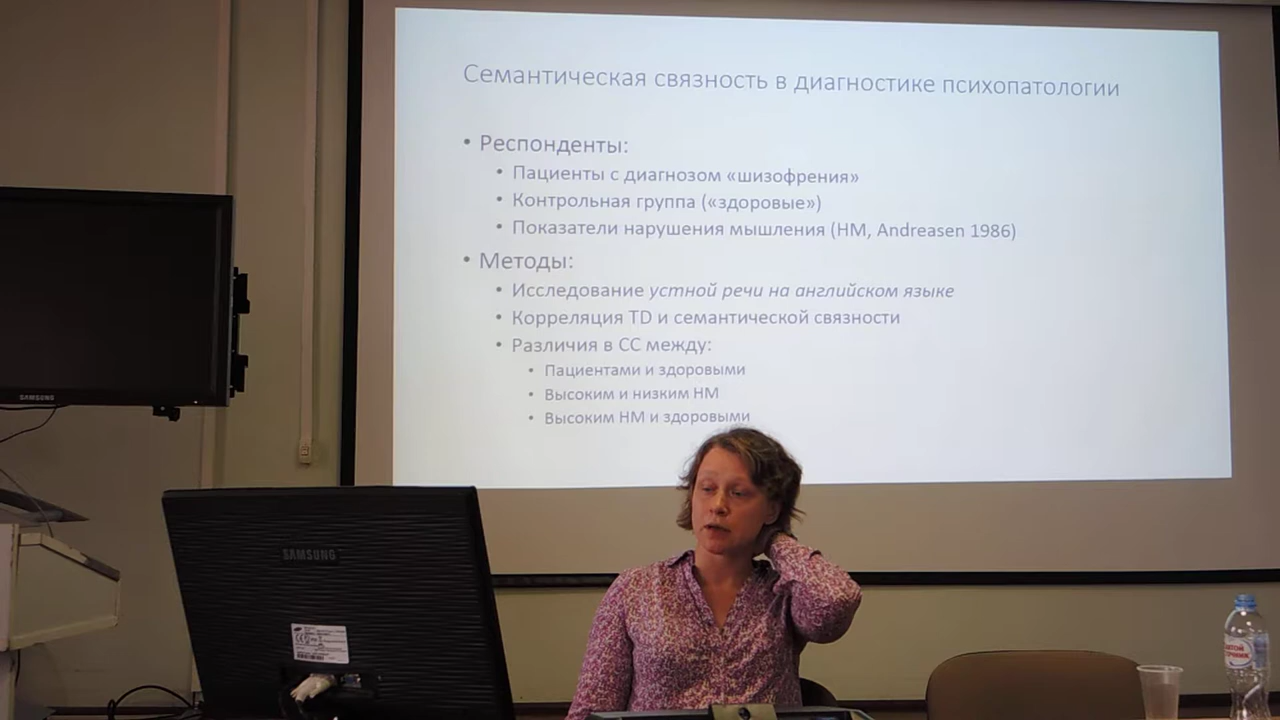 Семантическая связность в диагностике психопатологии
• Респонденты:
• Пациенты с диагнозом «шизофрения»
• Контрольная группа («здоровые»)
• Показатели нарушения мышления (НМ, Andreasen 1986)
• Методы:
• Исследование устной речи на английском языке
• Корреляция TD и семантической связности
• Различия в СС между:
• Пациентами и здоровыми
• Высоким и низким НМ
• Высоким НМ и здоровыми
SAMSUNG
SAMSUNG